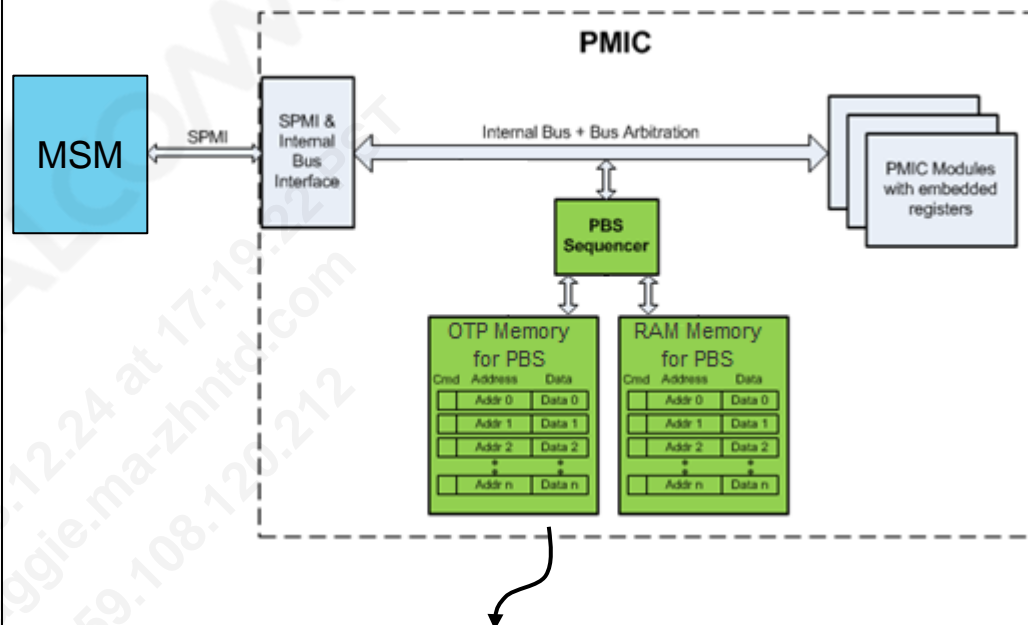 PMIC
MSM
SPMI
SPMI &
Internal
Bus
Interface
Internal Bus + Bus Arbitration
PMIC Modules
with embedded
registers
PBS
Sequencer
OTP Memory
for PBS
Cmd Address Data
Addr 0 Data 0
Addr 1 Data 1
Addr 2 Data 2
Addr n Data n
RAM Memory
for PBS
Cmd Address Data
Addr 0 Data 0
Addr 1 Data 1
Addr 2 Data 2
Addr n Data n